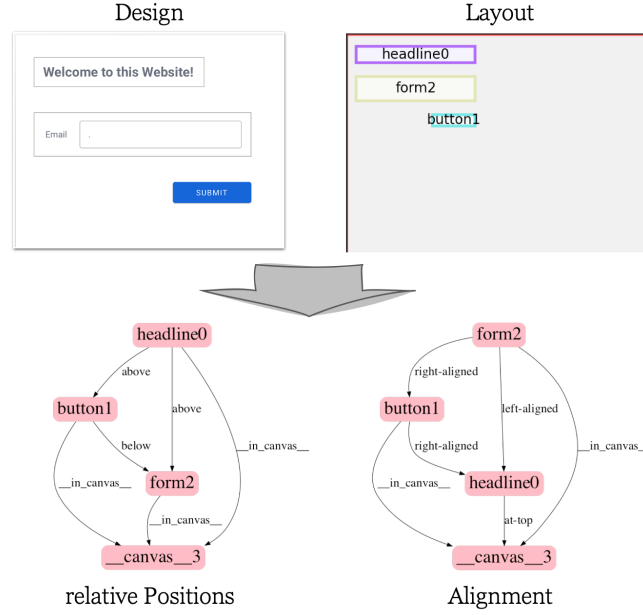 Design
Layout
Welcome to this Website!
Email
.
SUBMIT
headline0
form2
button1
headline0
above
button1
above
below
__in_canvas__
__in_canvas__
form2
__in_canvas__
__canvas__3
relative Positions
form2
right-aligned
button1
left-aligned
right-aligned
__in_canvas__
__in_canvas__
headline0
at-top
__canvas__3
Alignment